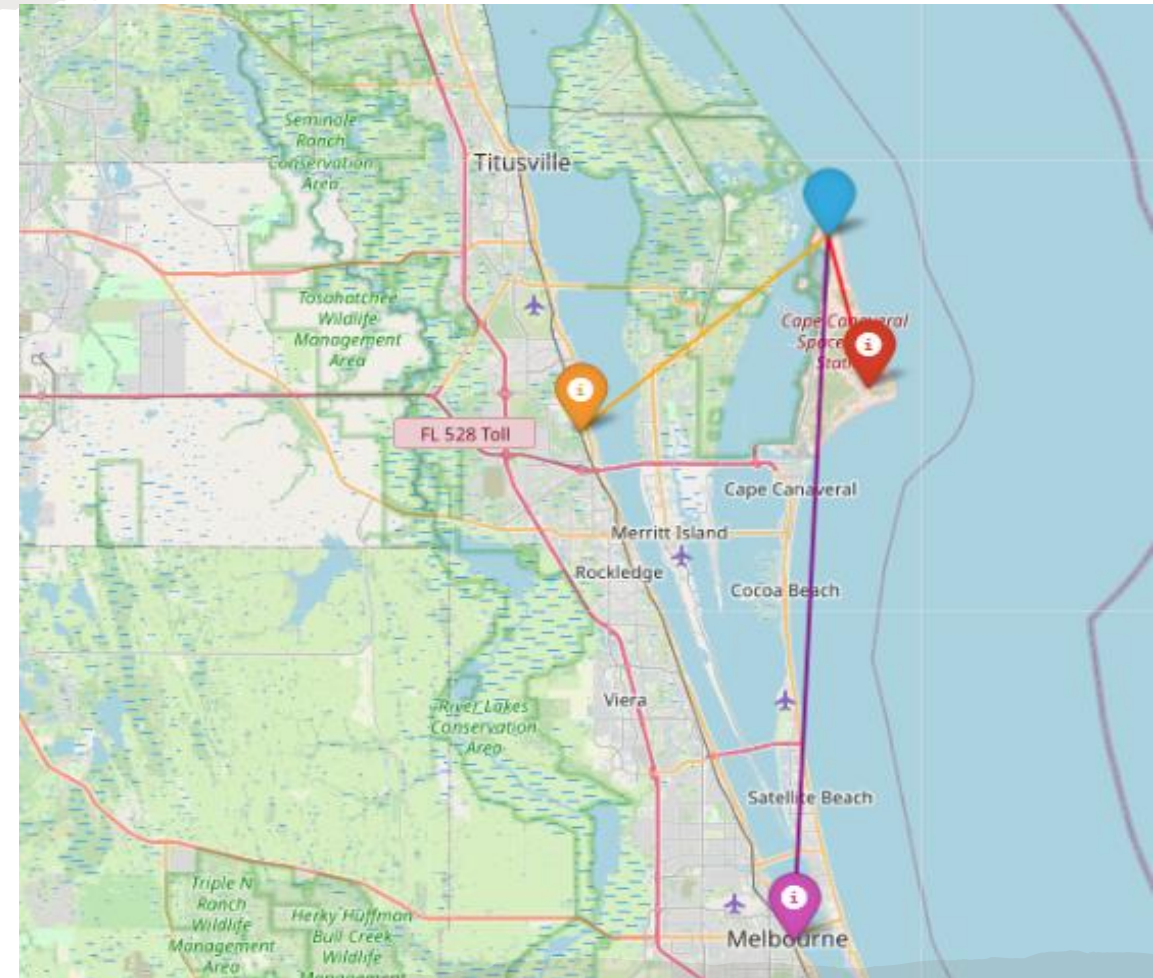 Seminole
Ranch
Conservation
Area
Titusville
Tosohatchee
Wildlife
Management
Area
Cape Canaveral
Space
Stati
i
i
FL 528 Toll
Cape Canaveral
Merritt Island
Rockledge
Cocoa Beach
Viera
River Lakes
Conservation
Area
Satellite Beach
Triple N
Ranch
Wildlife
Management
Area
Herky Huffman
Bull Creek
Wildlife
Management
i
Melbourne